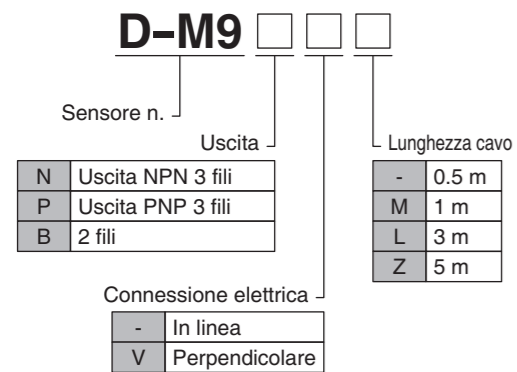 D-M9 □ □ □
Sensore n.
Uscita
N Uscita NPN 3 fili
P Uscita PNP 3 fili
B 2 fili
Lunghezza cavo
- 0.5 m
M 1 m
L 3 m
Z 5 m
Connessione elettrica
- In linea
V Perpendicolare